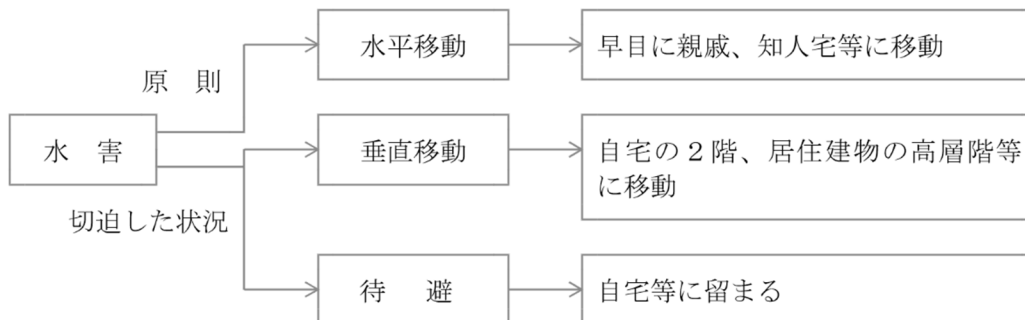 水平移動
早目に親戚、知人宅等に移動
原　則
水　害
垂直移動
自宅の２階、居住建物の高層階等
に移動
切迫した状況
待　避
自宅等に留まる